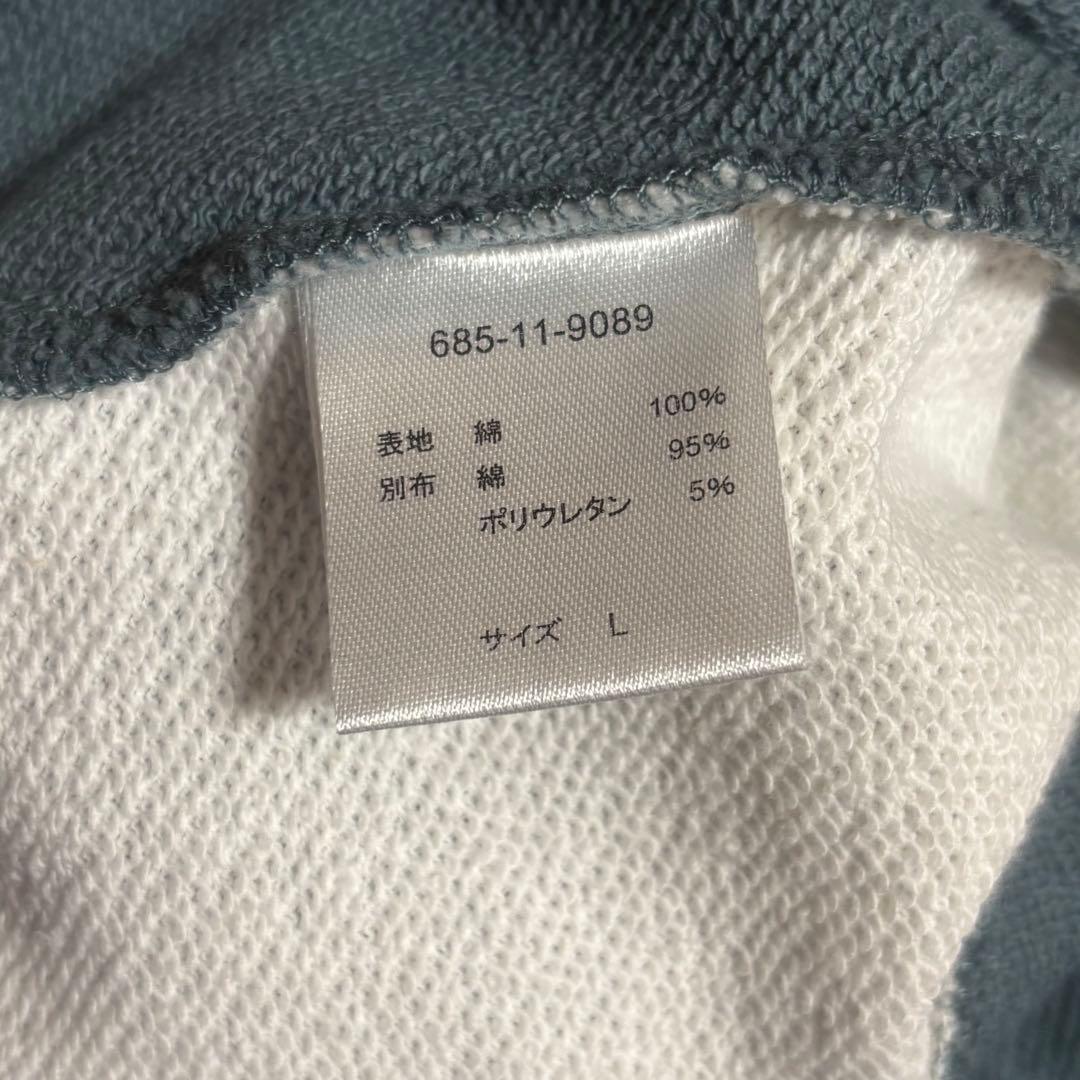 685-11-9089
表地 綿 100%
別布 綿 95%
ポリウレタン 5%
サイズ L